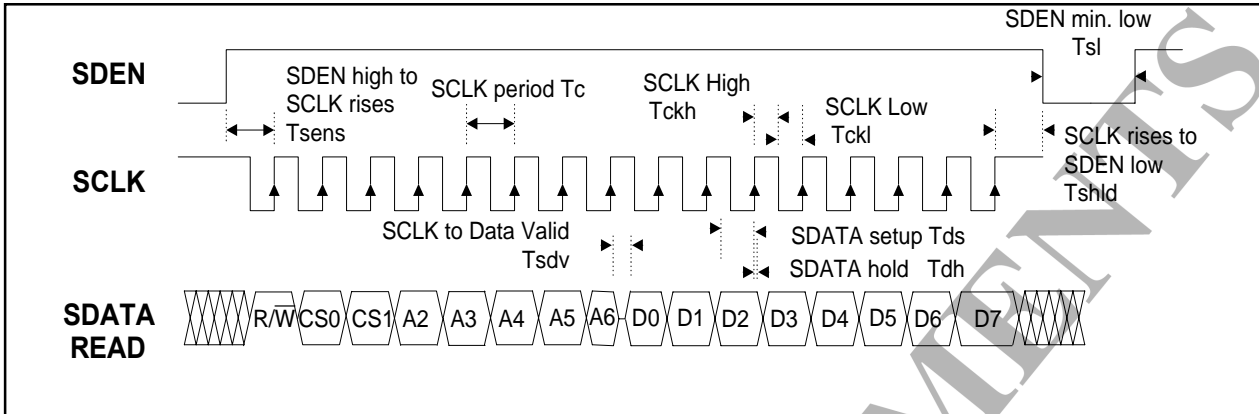 SDEN min. low
Tsl
SDEN
SDEN high to
SCLK rises
Tsens
SCLK period Tc
SCLK High
Tckh
SCLK Low
Tckl
SCLK rises to
SDEN low
Tshld
SCLK
SCLK to Data Valid
Tsdv
SDATA setup Tds
SDATA hold Tdh
SDATA
READ
R/W̅ CS0 CS1 A2 A3 A4 A5 A6 D0 D1 D2 D3 D4 D5 D6 D7
MENTS